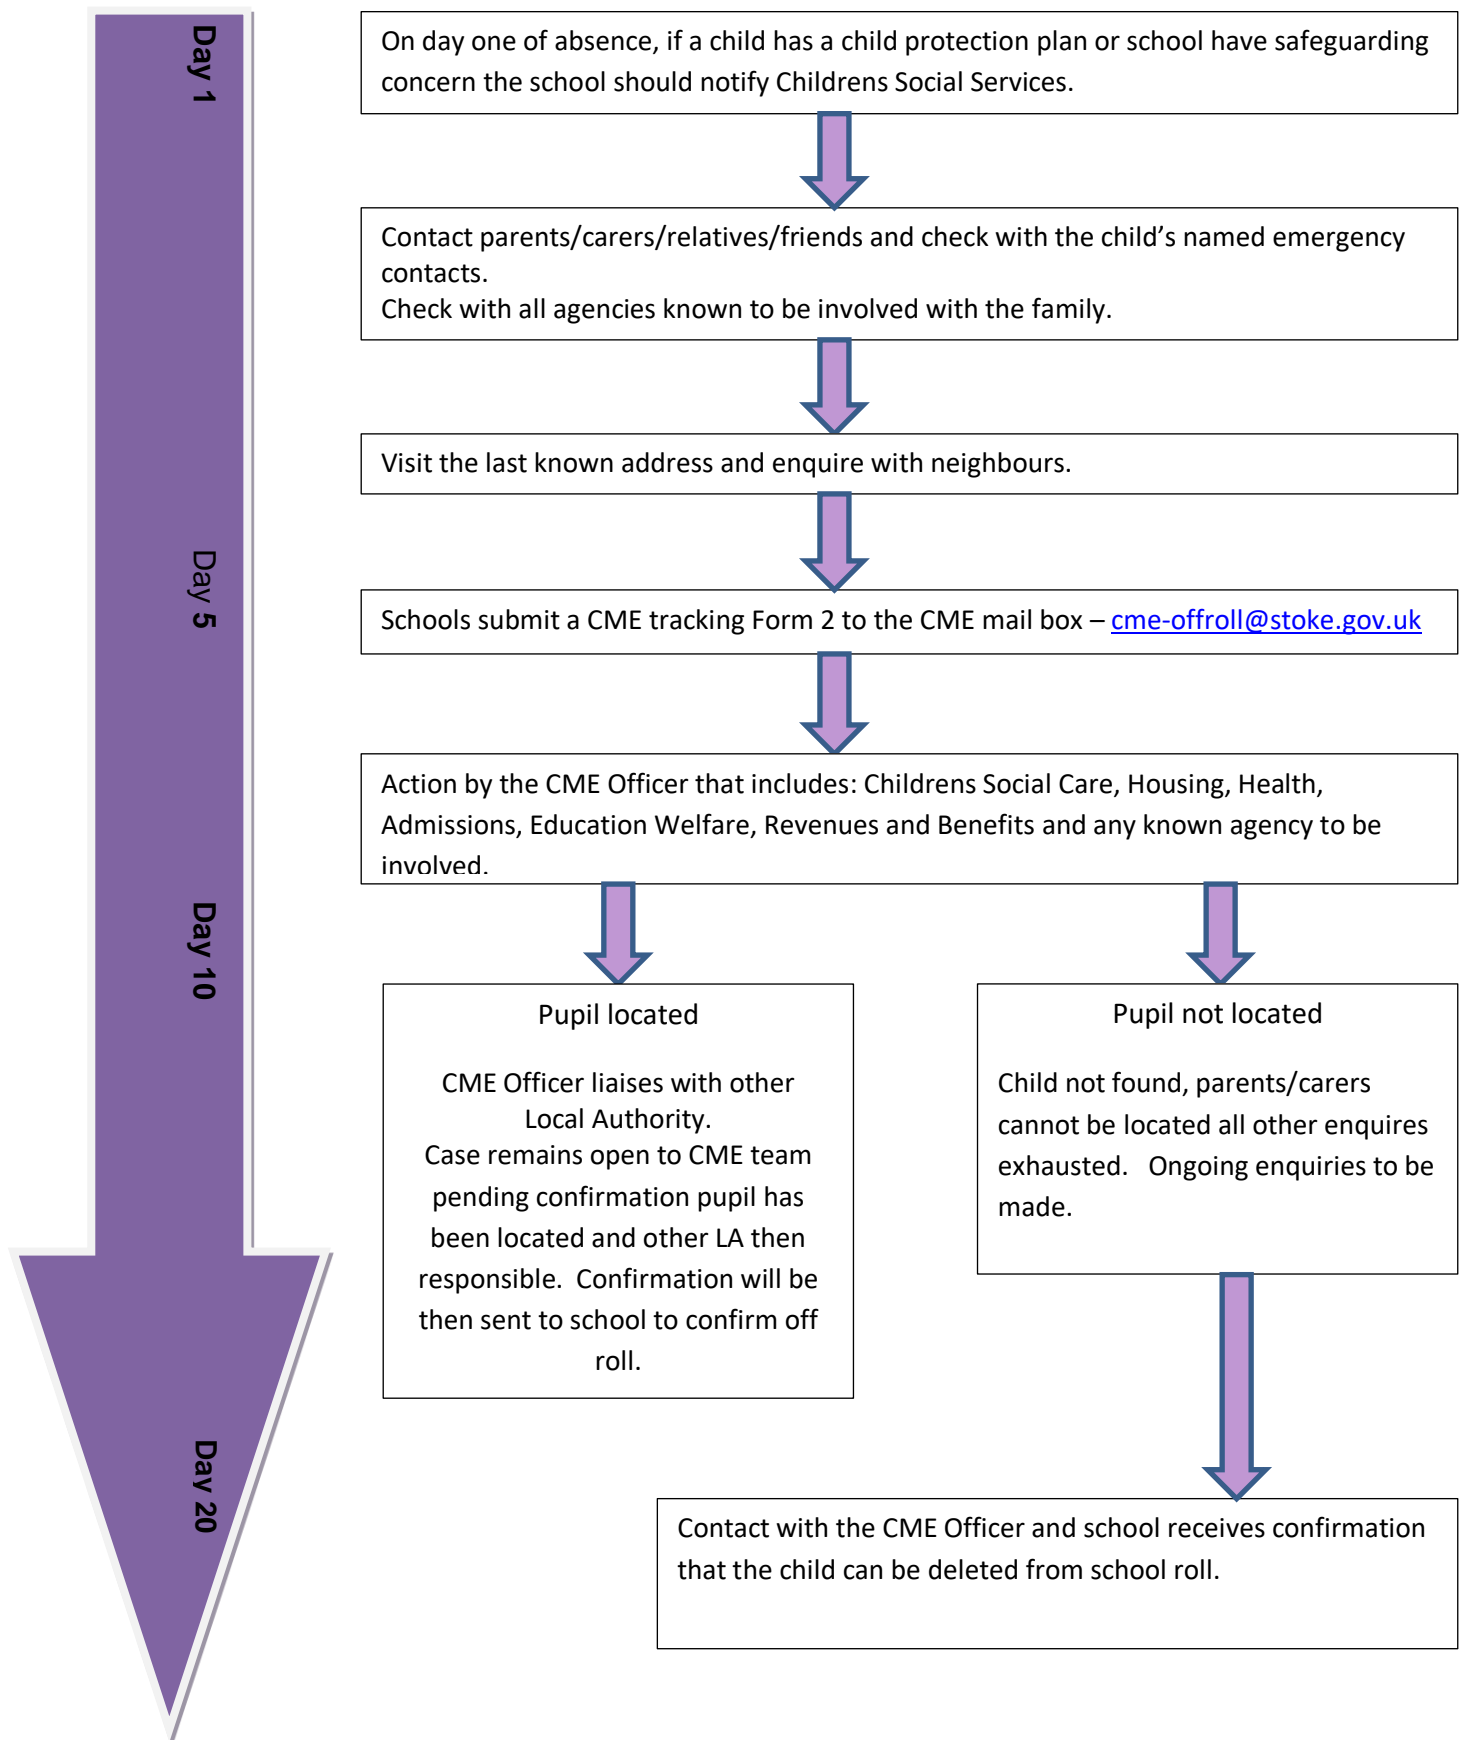 Day 1
On day one of absence, if a child has a child protection plan or school have safeguarding
concern the school should notify Childrens Social Services.
Contact parents/carers/relatives/friends and check with the child’s named emergency
contacts.
Check with all agencies known to be involved with the family.
Visit the last known address and enquire with neighbours.
Day 5
Schools submit a CME tracking Form 2 to the CME mail box – cme-offroll@stoke.gov.uk
Action by the CME Officer that includes: Childrens Social Care, Housing, Health,
Admissions, Education Welfare, Revenues and Benefits and any known agency to be
involved.
Day 10
Pupil located
CME Officer liaises with other
Local Authority.
Case remains open to CME team
pending confirmation pupil has
been located and other LA then
responsible.  Confirmation will be
then sent to school to confirm off
roll.
Pupil not located
Child not found, parents/carers
cannot be located all other enquires
exhausted.   Ongoing enquiries to be
made.
Day 20
Contact with the CME Officer and school receives confirmation
that the child can be deleted from school roll.